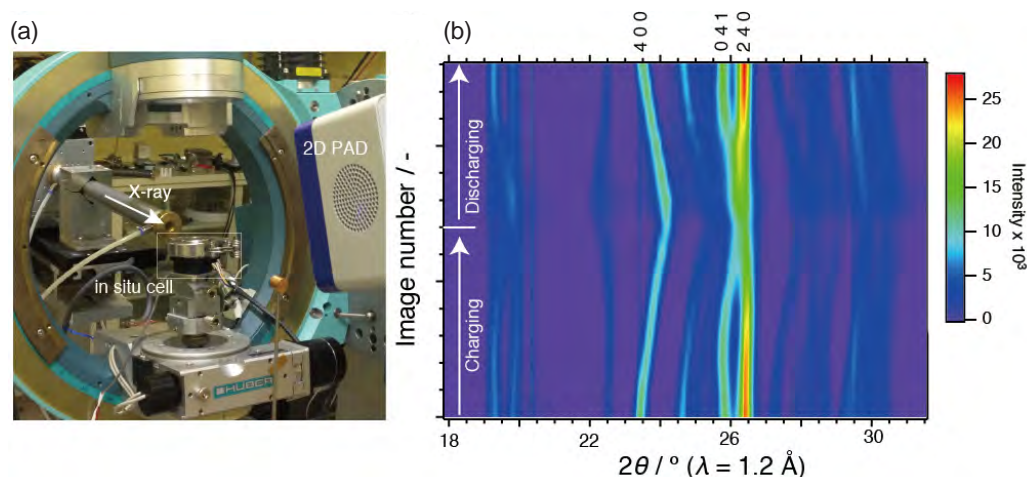 (a)
2D PAD
X-ray
in situ cell
HUBER
(b)
4 0 0
0 4 1
2 4 0
Image number / -
Discharging
Charging
18
22
26
30
2θ / ° (λ = 1.2 Å)
25
20
15
10
5
0
Intensity x 10³